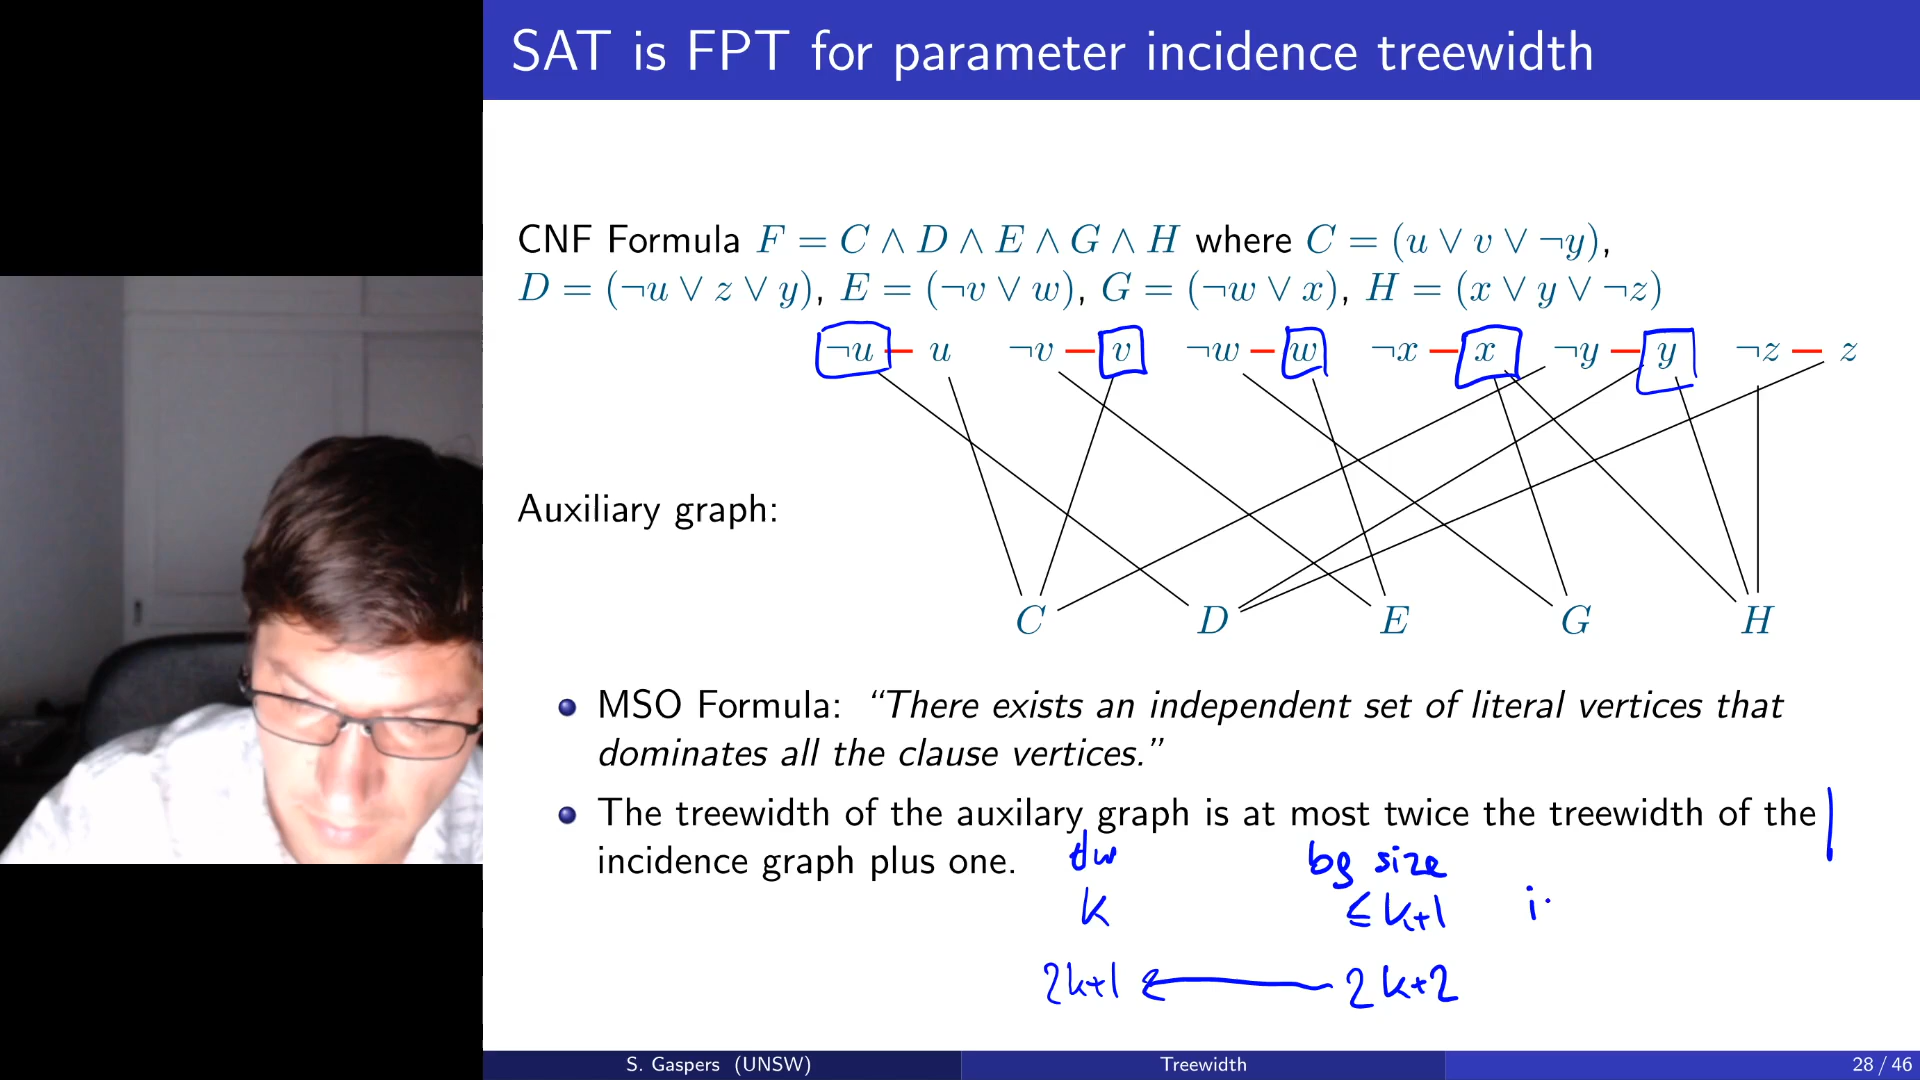 SAT is FPT for parameter incidence treewidth
CNF Formula F = C ∧ D ∧ E ∧ G ∧ H where C = (u ∨ v ∨ ¬y),
D = (¬u ∨ z ∨ y), E = (¬v ∨ w), G = (¬w ∨ x), H = (x ∨ y ∨ ¬z)
¬u u ¬v v ¬w w ¬x x ¬y y ¬z z
Auxiliary graph:
C D E G H
MSO Formula: “There exists an independent set of literal vertices that
dominates all the clause vertices.”
The treewidth of the auxilary graph is at most twice the treewidth of the
incidence graph plus one.
tw bg size
k ≤ k+1 i
2k+1 2k+2
S. Gaspers (UNSW) Treewidth 28 / 46